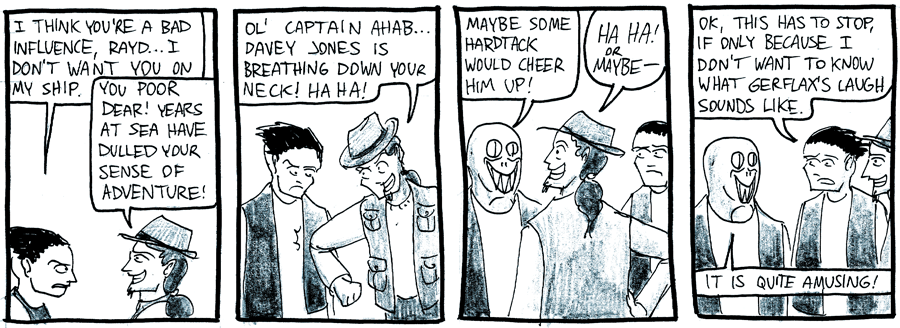 I THINK YOU'RE A BAD
INFLUENCE, RAYD... I
DON'T WANT YOU ON
MY SHIP.
YOU POOR
DEAR! YEARS
AT SEA HAVE
DULLED YOUR
SENSE OF
ADVENTURE!
OL' CAPTAIN AHAB...
DAVEY JONES IS
BREATHING DOWN YOUR
NECK! HA HA!
MAYBE SOME
HARDTACK
WOULD CHEER
HIM UP!
HA HA!
OR
MAYBE—
OK, THIS HAS TO STOP,
IF ONLY BECAUSE I
DON'T WANT TO KNOW
WHAT GERFLAX'S LAUGH
SOUNDS LIKE.
IT IS QUITE AMUSING!